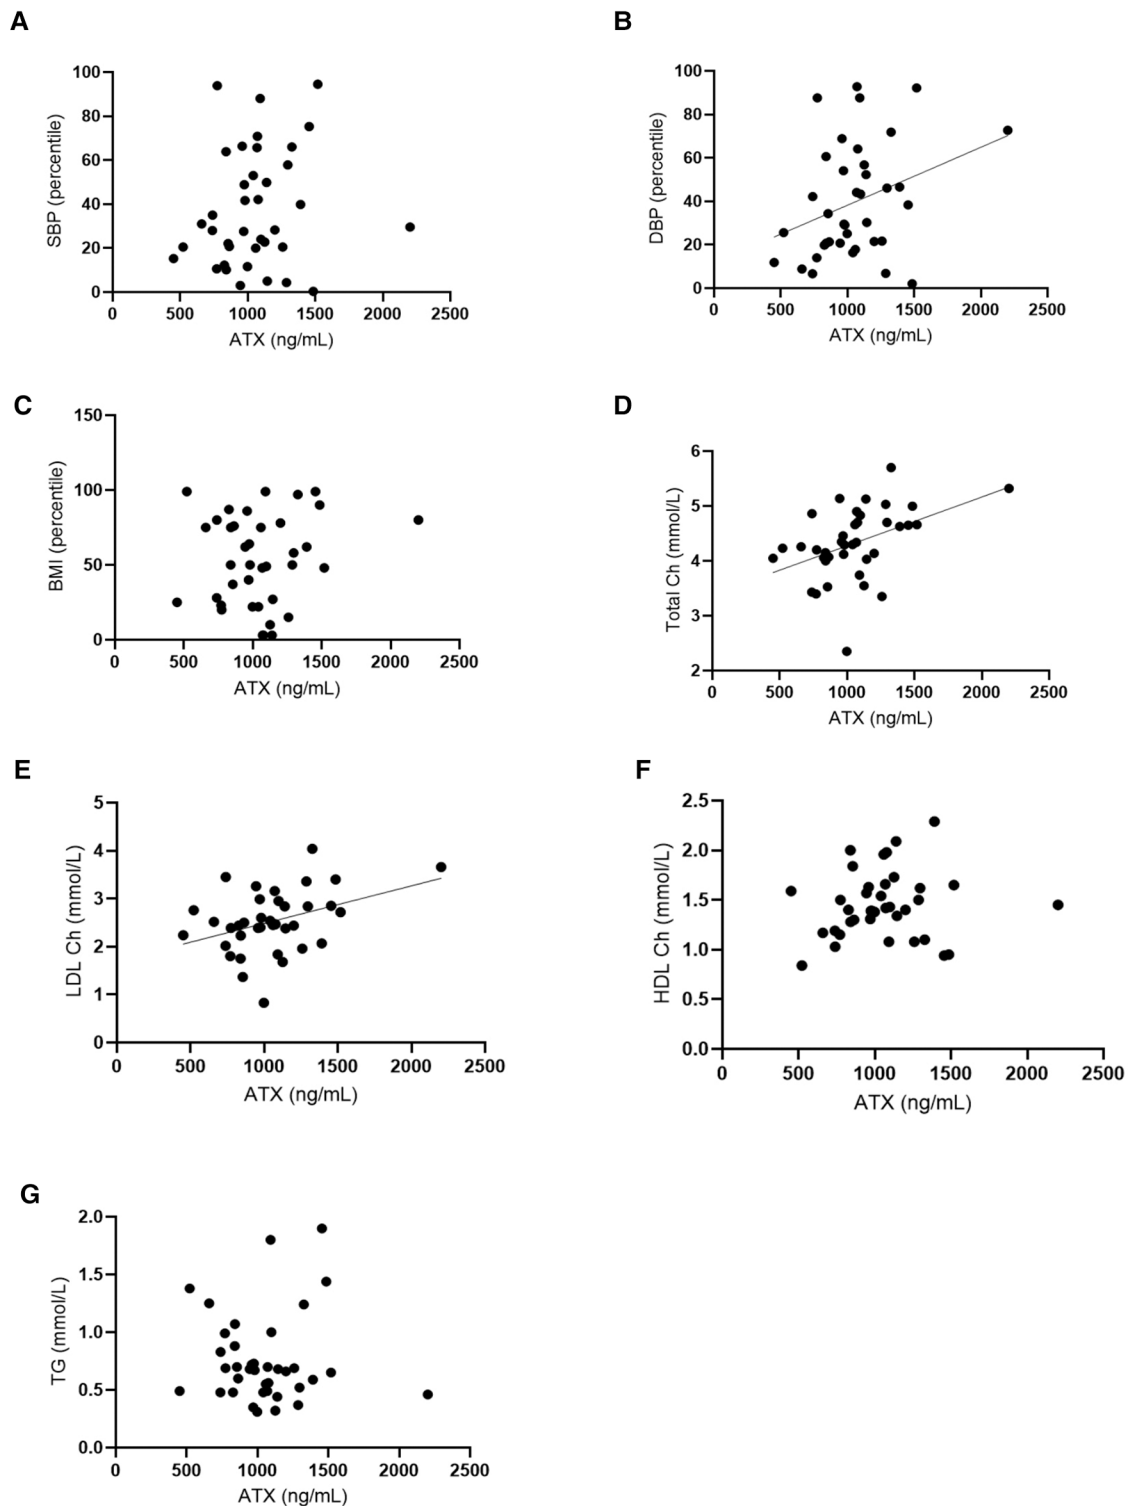 A
SBP (percentile)
100
80
60
40
20
0
0 500 1000 1500 2000 2500
ATX (ng/mL)
B
DBP (percentile)
100
80
60
40
20
0
0 500 1000 1500 2000 2500
ATX (ng/mL)
C
BMI (percentile)
150
100
50
0
0 500 1000 1500 2000 2500
ATX (ng/mL)
D
Total Ch (mmol/L)
6
5
4
3
2
0 500 1000 1500 2000 2500
ATX (ng/mL)
E
LDL Ch (mmol/L)
5
4
3
2
1
0
0 500 1000 1500 2000 2500
ATX (ng/mL)
F
HDL Ch (mmol/L)
2.5
2.0
1.5
1.0
0.5
0.0
0 500 1000 1500 2000 2500
ATX (ng/mL)
G
TG (mmol/L)
2.0
1.5
1.0
0.5
0.0
0 500 1000 1500 2000 2500
ATX (ng/mL)